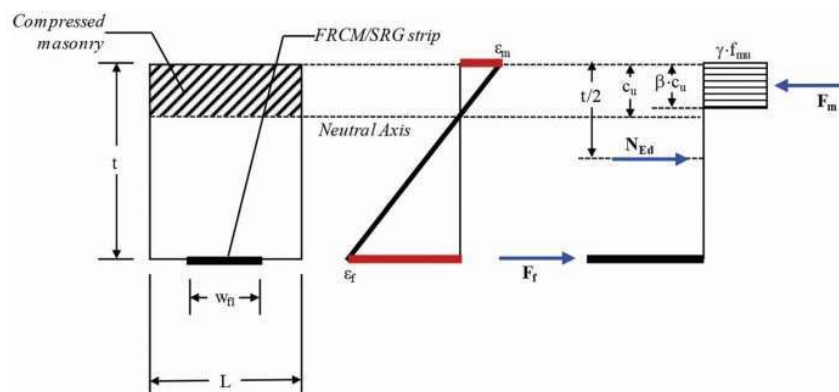 Compressed
masonry
FRCM/SRG strip
t
Neutral Axis
w_fl
L
ε_m
ε_f
t/2
c_u
β·c_u
γ·f_mu
F_m
N_Ed
F_f